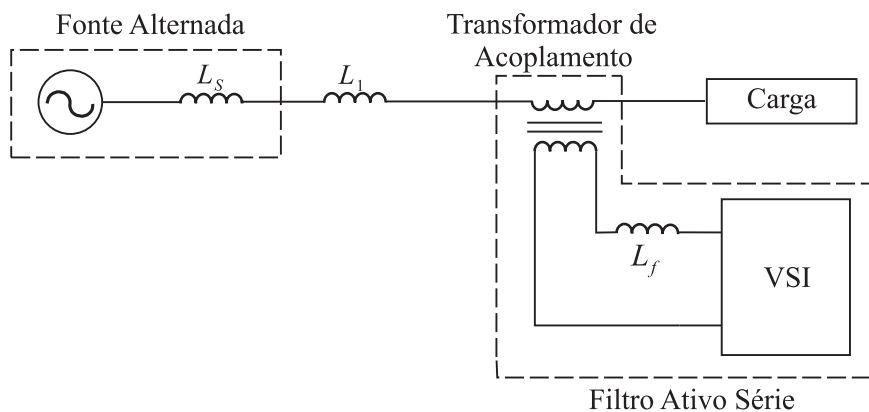 Fonte Alternada
Transformador de
Acoplamento
L_S
L_1
Carga
L_f
VSI
Filtro Ativo Série